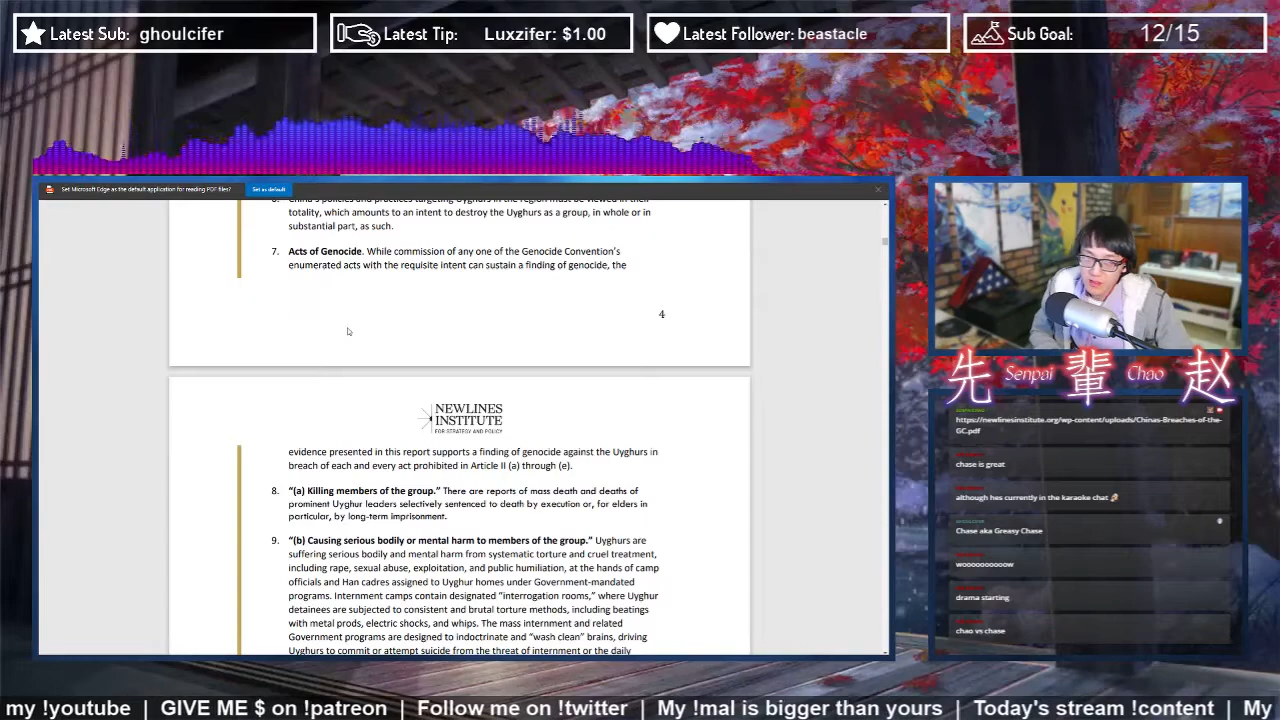 Latest Sub: ghoulcifer
Latest Tip: Luxzifer: $1.00
Latest Follower: beastacle
Sub Goal: 12/15
Set Microsoft Edge as the default application for reading PDF files?
Set as default
totality, which amounts to an intent to destroy the Uyghurs as a group, in whole or in
substantial part, as such.
7. Acts of Genocide. While commission of any one of the Genocide Convention's
enumerated acts with the requisite intent can sustain a finding of genocide, the
4
NEWLINES
INSTITUTE
FOR STRATEGY AND POLICY
evidence presented in this report supports a finding of genocide against the Uyghurs in
breach of each and every act prohibited in Article II (a) through (e).
8. "(a) Killing members of the group." There are reports of mass death and deaths of
prominent Uyghur leaders selectively sentenced to death by execution or, for elders in
particular, by long-term imprisonment.
9. "(b) Causing serious bodily or mental harm to members of the group." Uyghurs are
suffering serious bodily and mental harm from systematic torture and cruel treatment,
including rape, sexual abuse, exploitation, and public humiliation, at the hands of camp
officials and Han cadres assigned to Uyghur homes under Government-mandated
programs. Internment camps contain designated "interrogation rooms," where Uyghur
detainees are subjected to consistent and brutal torture methods, including beatings
with metal prods, electric shocks, and whips. The mass internment and related
Government programs are designed to indoctrinate and "wash clean" brains, driving
Uyghurs to commit or attempt suicide from the threat of internment or the daily
先 Senpai 輩 Chao 赵
https://newlinesinstitute.org/wp-content/uploads/Chinas-Breaches-of-the-
GC.pdf
chase is great
although hes currently in the karaoke chat
Chase aka Greasy Chase
woooooooooow
drama starting
chao vs chase
my !youtube | GIVE ME $ on !patreon | Follow me on !twitter | My !mal is bigger than yours | Today's stream !content | My